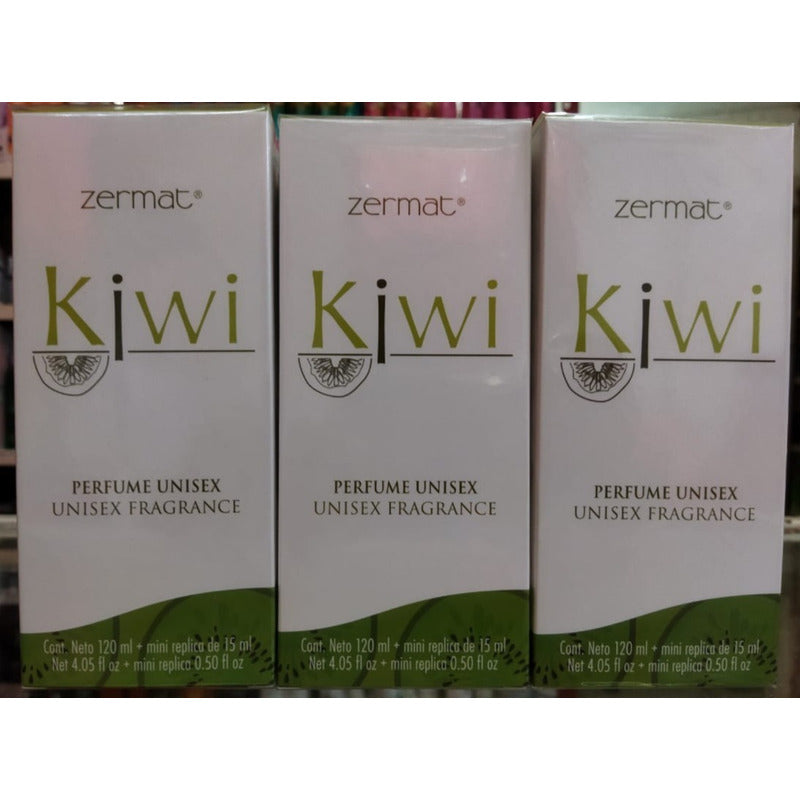 zermat®
Kiwi
PERFUME UNISEX
UNISEX FRAGRANCE
Cont. Neto 120 ml + mini replica de 15 ml
Net 4.05 fl oz + mini replica 0.50 fl oz
zermat®
Kiwi
PERFUME UNISEX
UNISEX FRAGRANCE
Cont. Neto 120 ml + mini replica de 15 ml
Net 4.05 fl oz + mini replica 0.50 fl oz
zermat®
Kiwi
PERFUME UNISEX
UNISEX FRAGRANCE
Cont. Neto 120 ml + mini replica de 15 ml
Net 4.05 fl oz + mini replica 0.50 fl oz